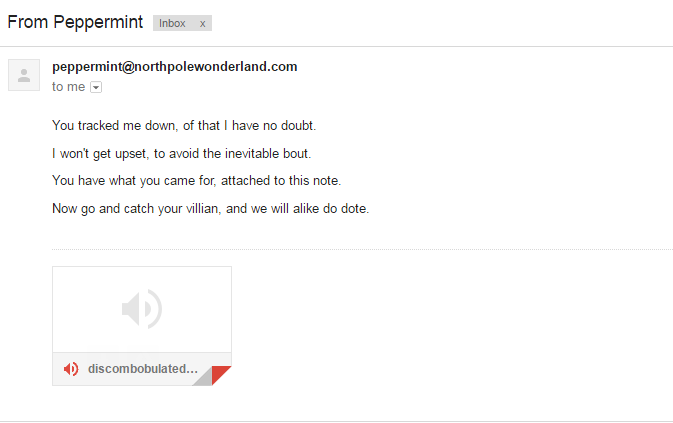 From Peppermint Inbox x
peppermint@northpolewonderland.com
to me
You tracked me down, of that I have no doubt.
I won't get upset, to avoid the inevitable bout.
You have what you came for, attached to this note.
Now go and catch your villian, and we will alike do dote.
discombobulated...